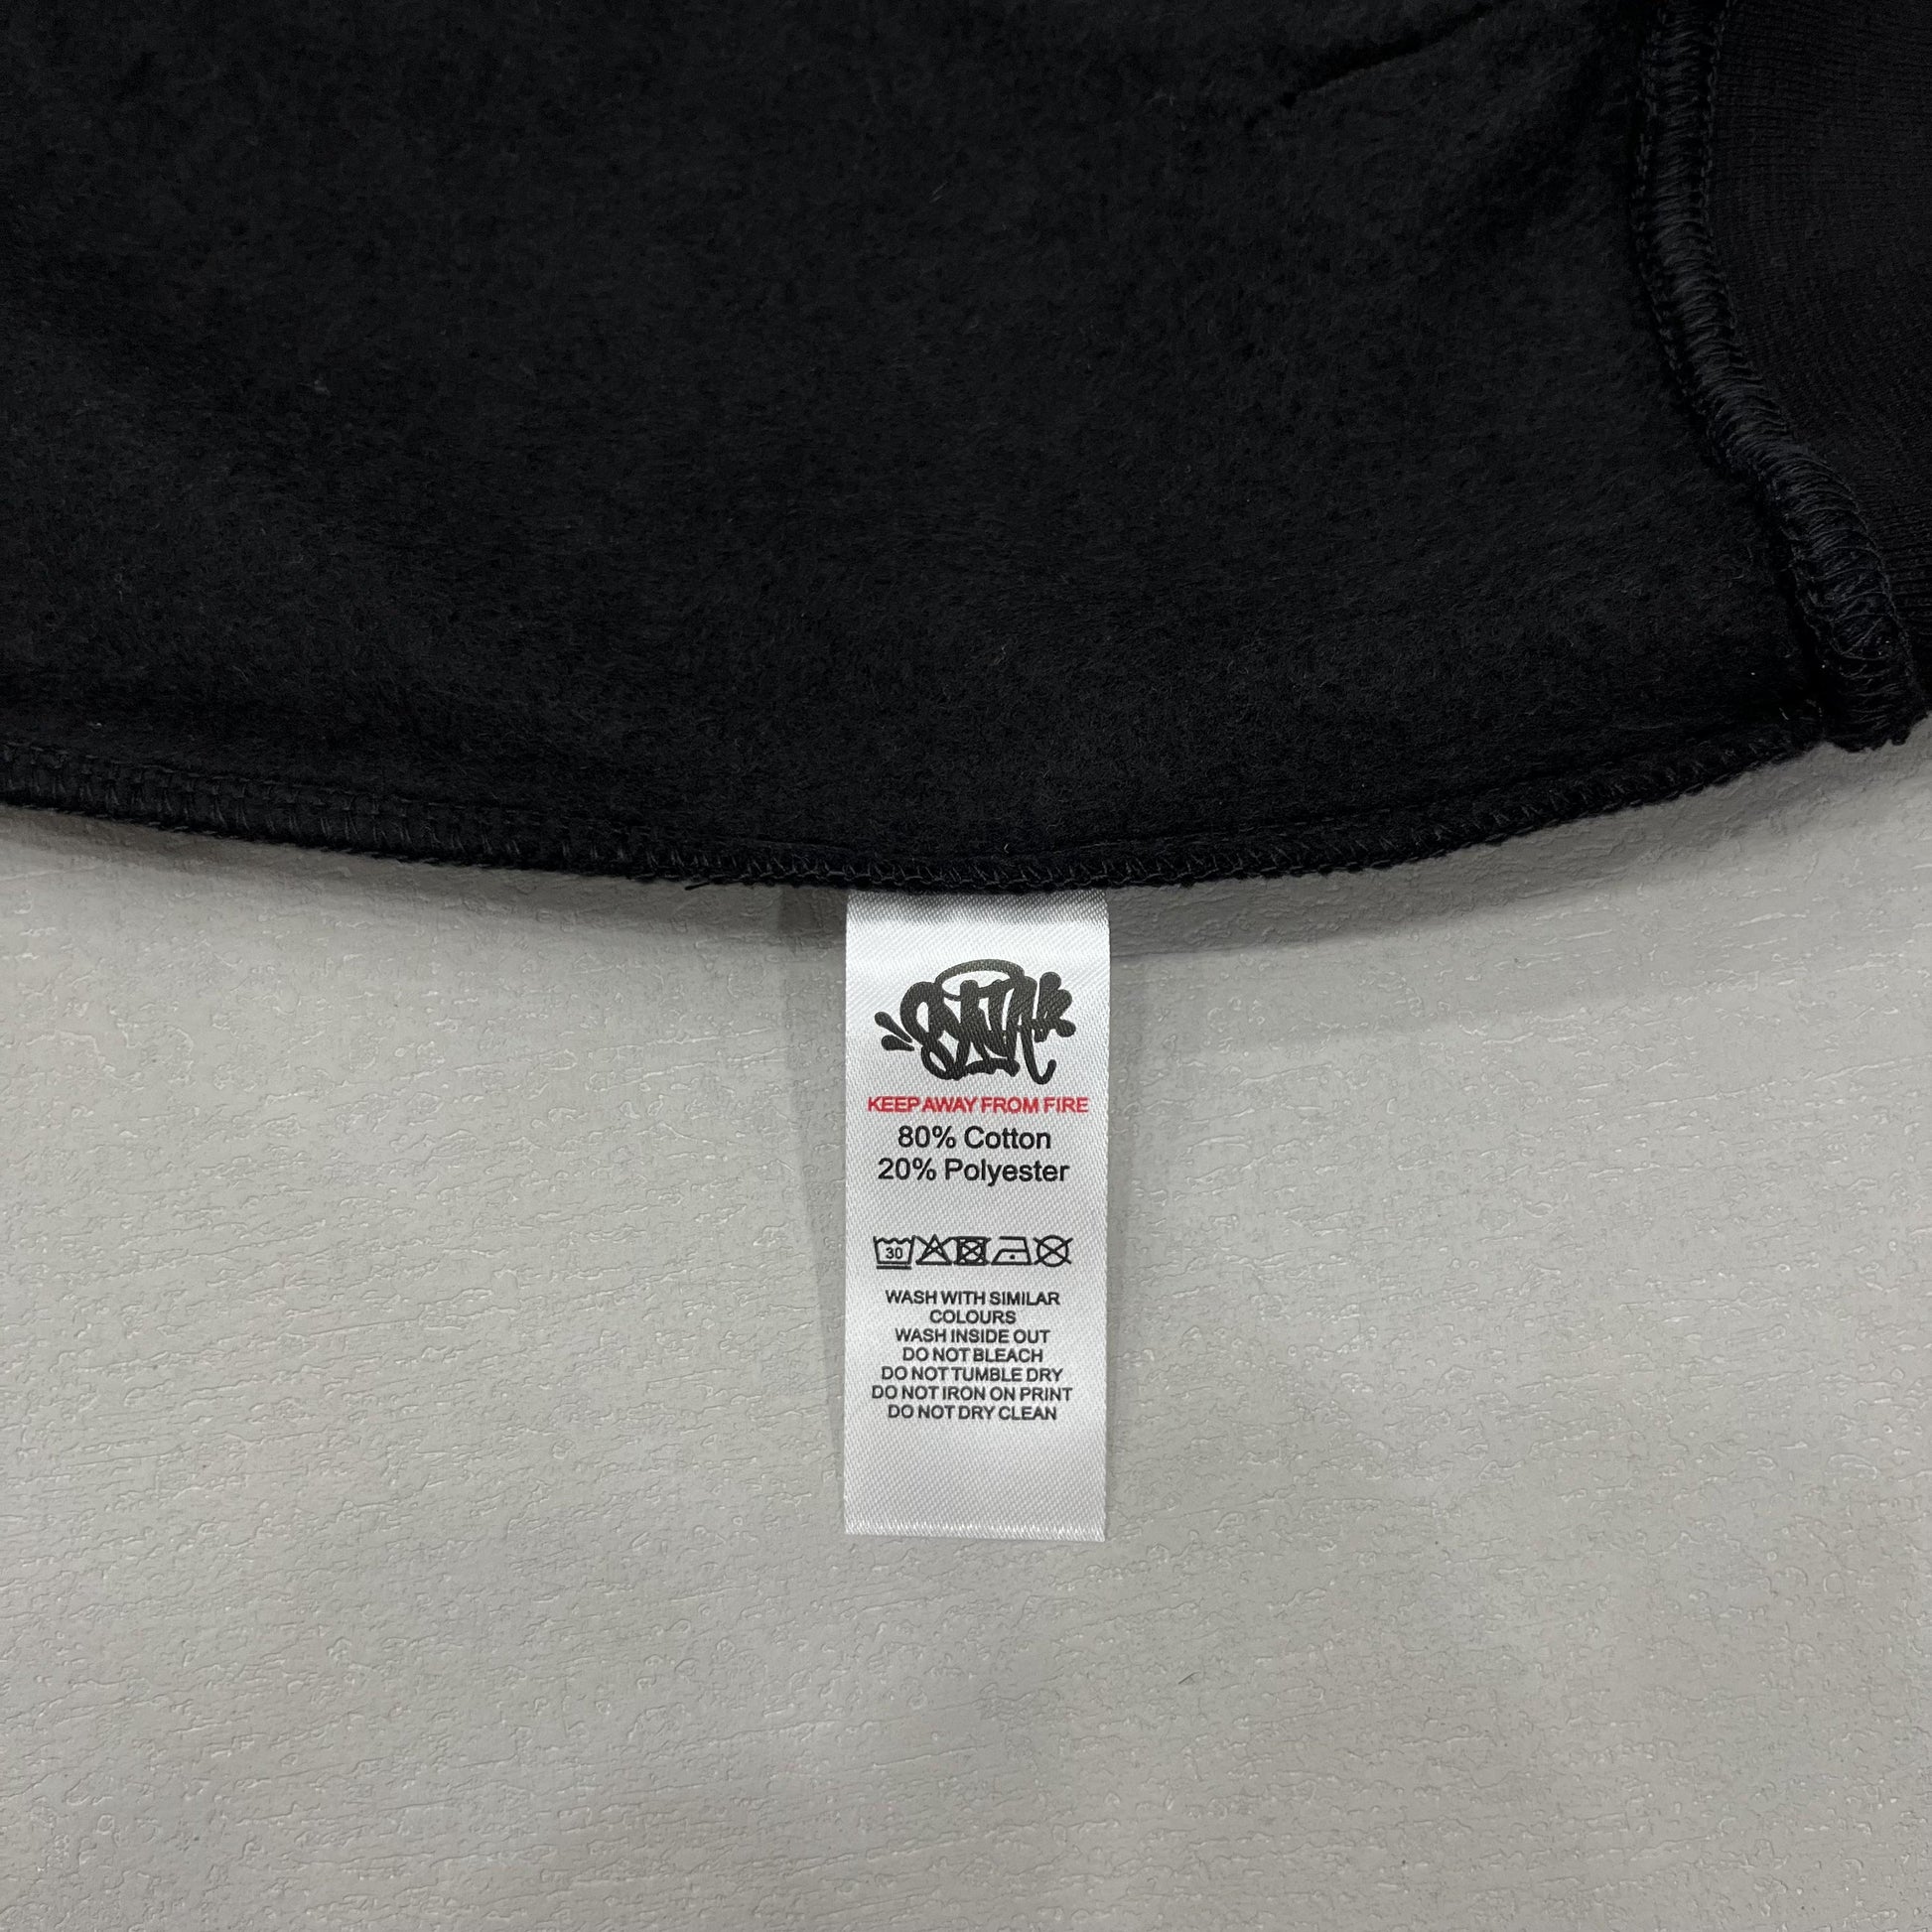 SYNA
KEEP AWAY FROM FIRE
80% Cotton
20% Polyester
30
WASH WITH SIMILAR
COLOURS
WASH INSIDE OUT
DO NOT BLEACH
DO NOT TUMBLE DRY
DO NOT IRON ON PRINT
DO NOT DRY CLEAN